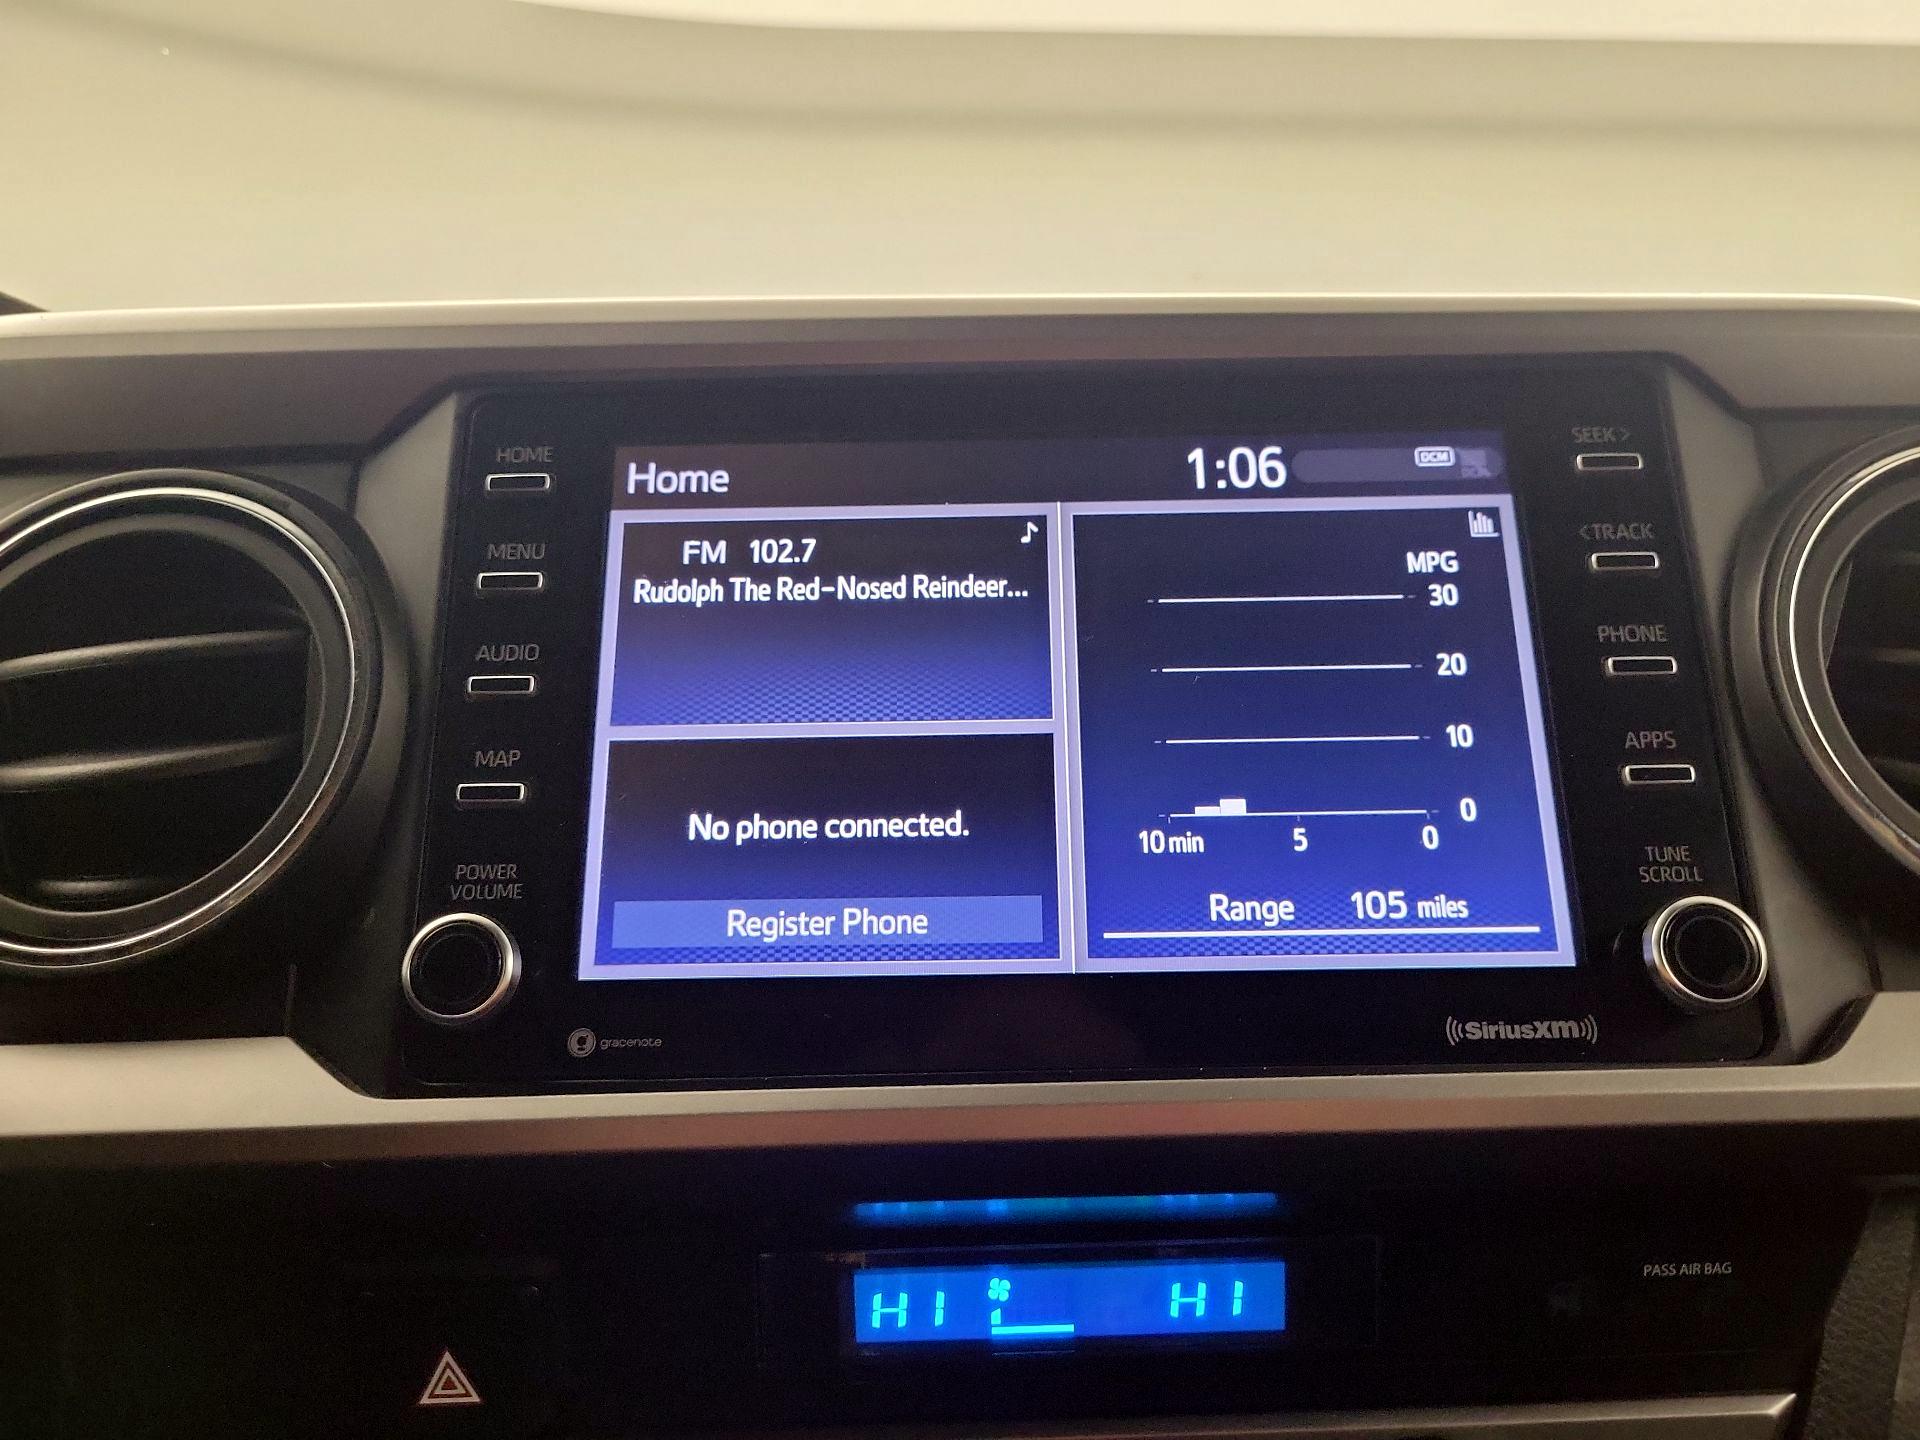 HOME
MENU
AUDIO
MAP
POWER
VOLUME
Home
1:06
DCM
FM 102.7
Rudolph The Red-Nosed Reindeer...
No phone connected.
Register Phone
MPG
30
20
10
0
10 min 5 0
Range 105 miles
SEEK >
< TRACK
PHONE
APPS
TUNE
SCROLL
gracenote
((SiriusXM))
HI HI
PASS AIR BAG